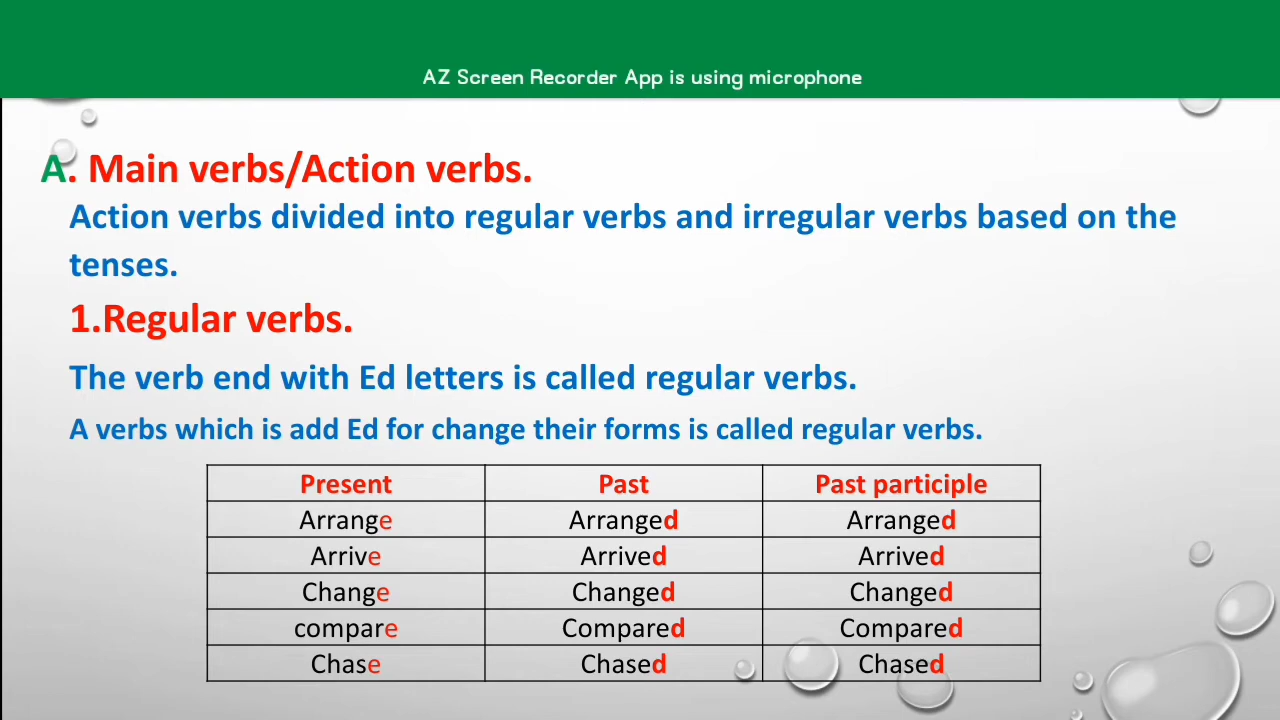 AZ Screen Recorder App is using microphone
A. Main verbs/Action verbs.
Action verbs divided into regular verbs and irregular verbs based on the
tenses.
1.Regular verbs.
The verb end with Ed letters is called regular verbs.
A verbs which is add Ed for change their forms is called regular verbs.
Present Past Past participle
Arrange Arranged Arranged
Arrive Arrived Arrived
Change Changed Changed
compare Compared Compared
Chase Chased Chased